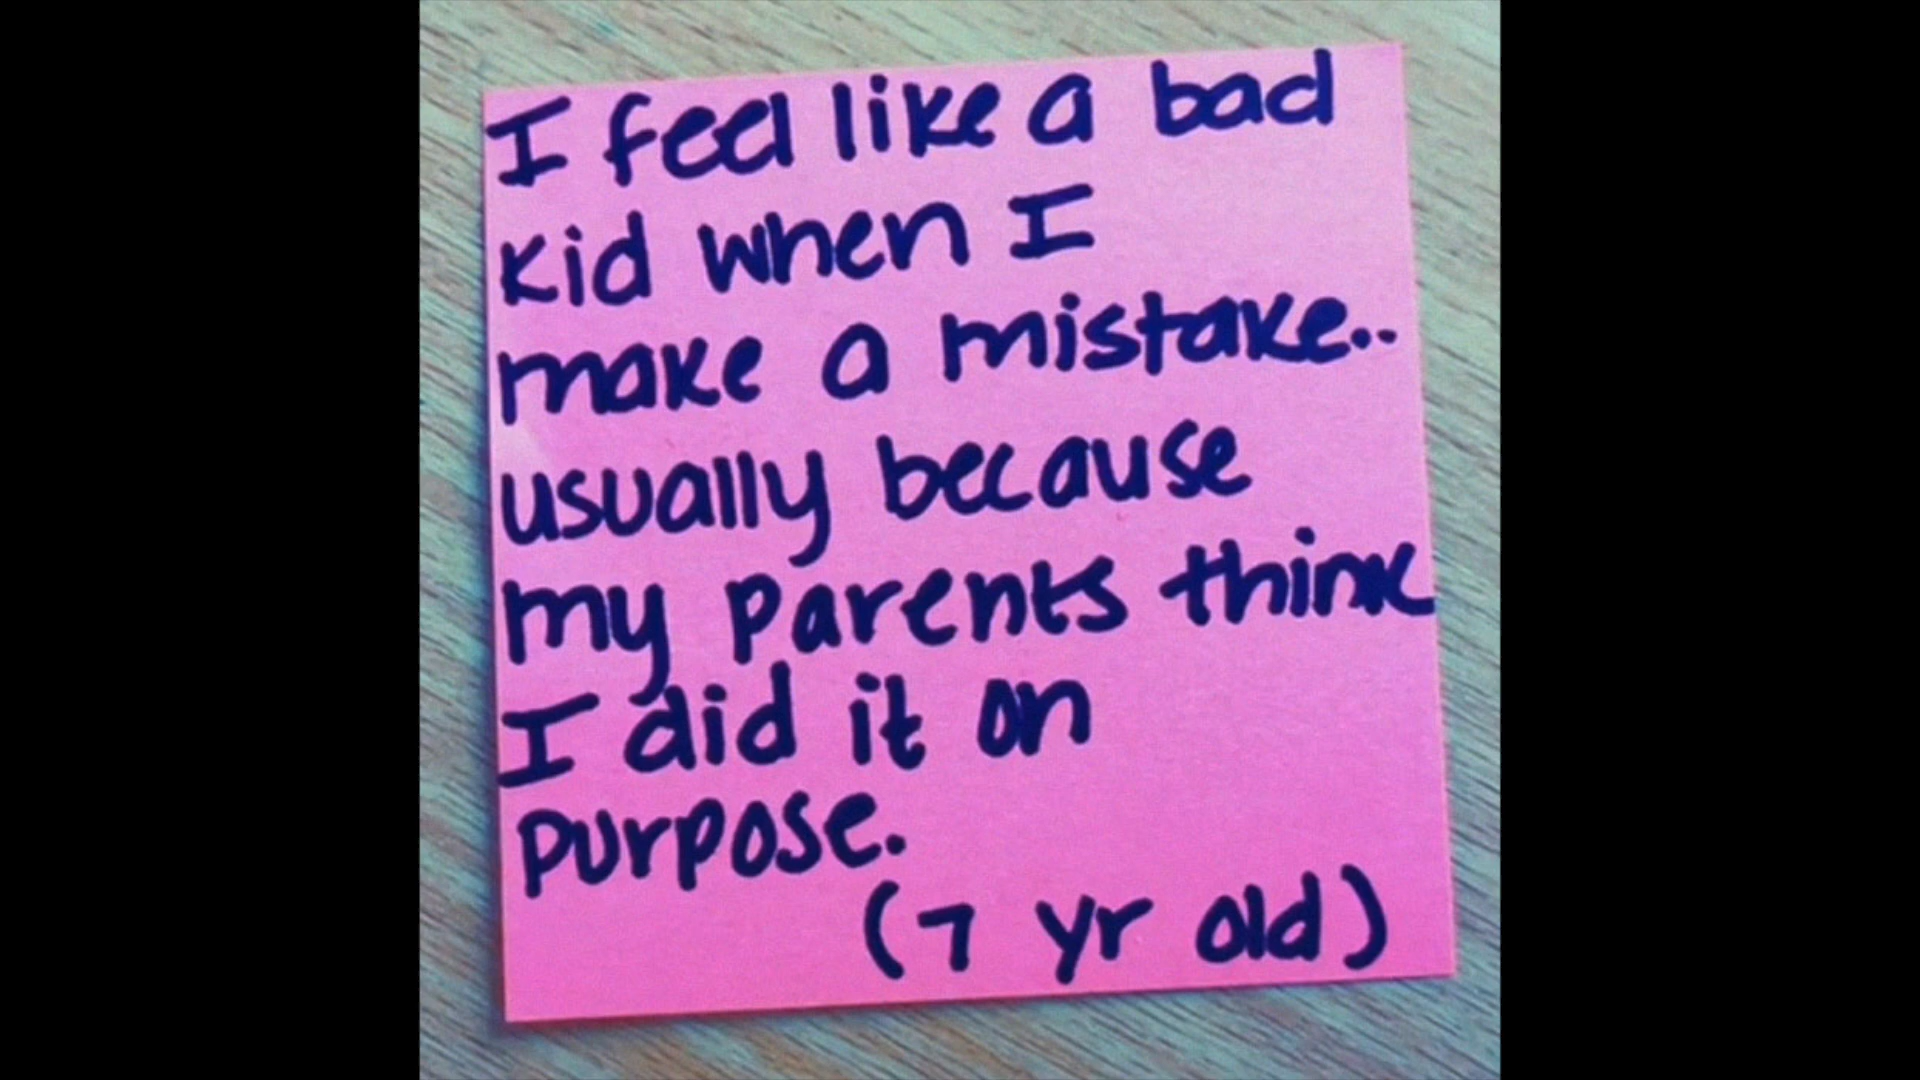 I feel like a bad
kid when I
make a mistake..
usually because
my parents think
I did it on
purpose.
(7 yr old)